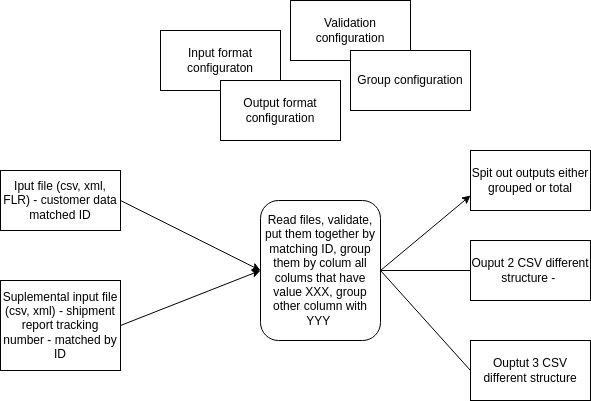 Validation
configuration
Input format
configuraton
Group configuration
Output format
configuration
Iput file (csv, xml,
FLR) - customer data
matched ID
Suplemental input file
(csv, xml) - shipment
report tracking
number - matched by
ID
Read files, validate,
put them together by
matching ID, group
them by colum all
colums that have
value XXX, group
other column with
YYY
Spit out outputs either
grouped or total
Ouput 2 CSV different
structure -
Ouptut 3 CSV
different structure